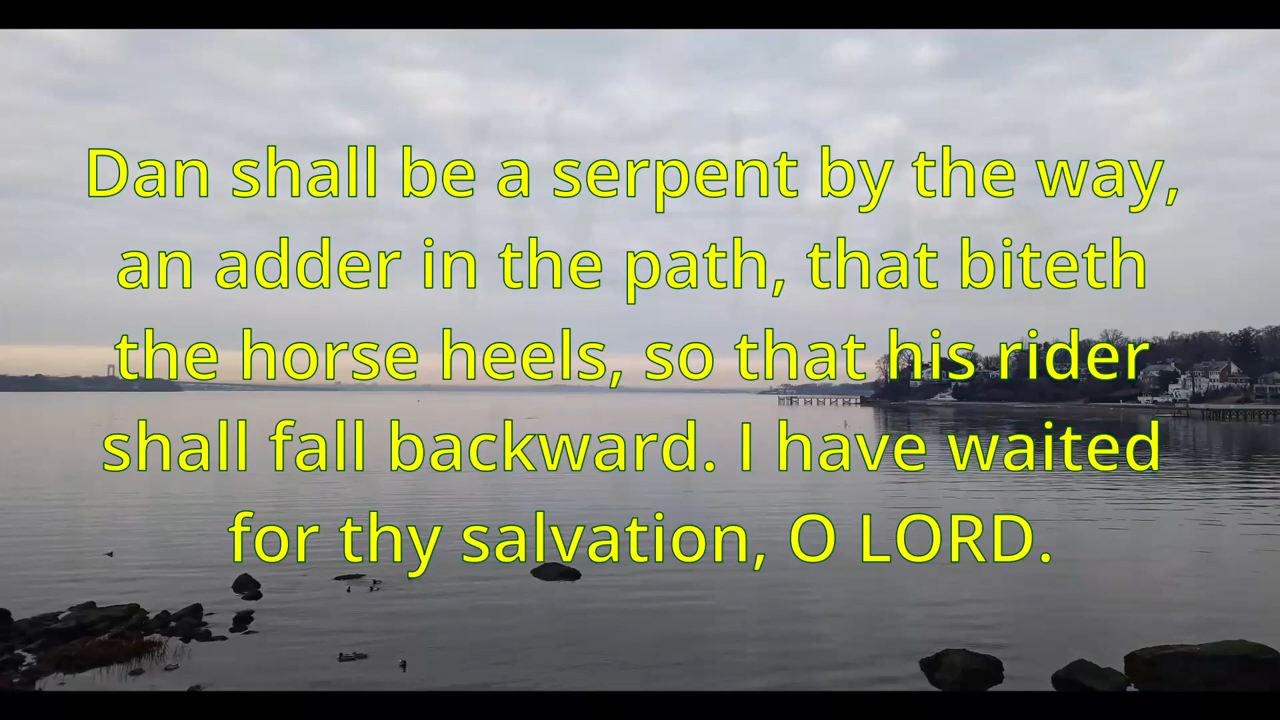 Dan shall be a serpent by the way,
an adder in the path, that biteth
the horse heels, so that his rider
shall fall backward. I have waited
for thy salvation, O LORD.